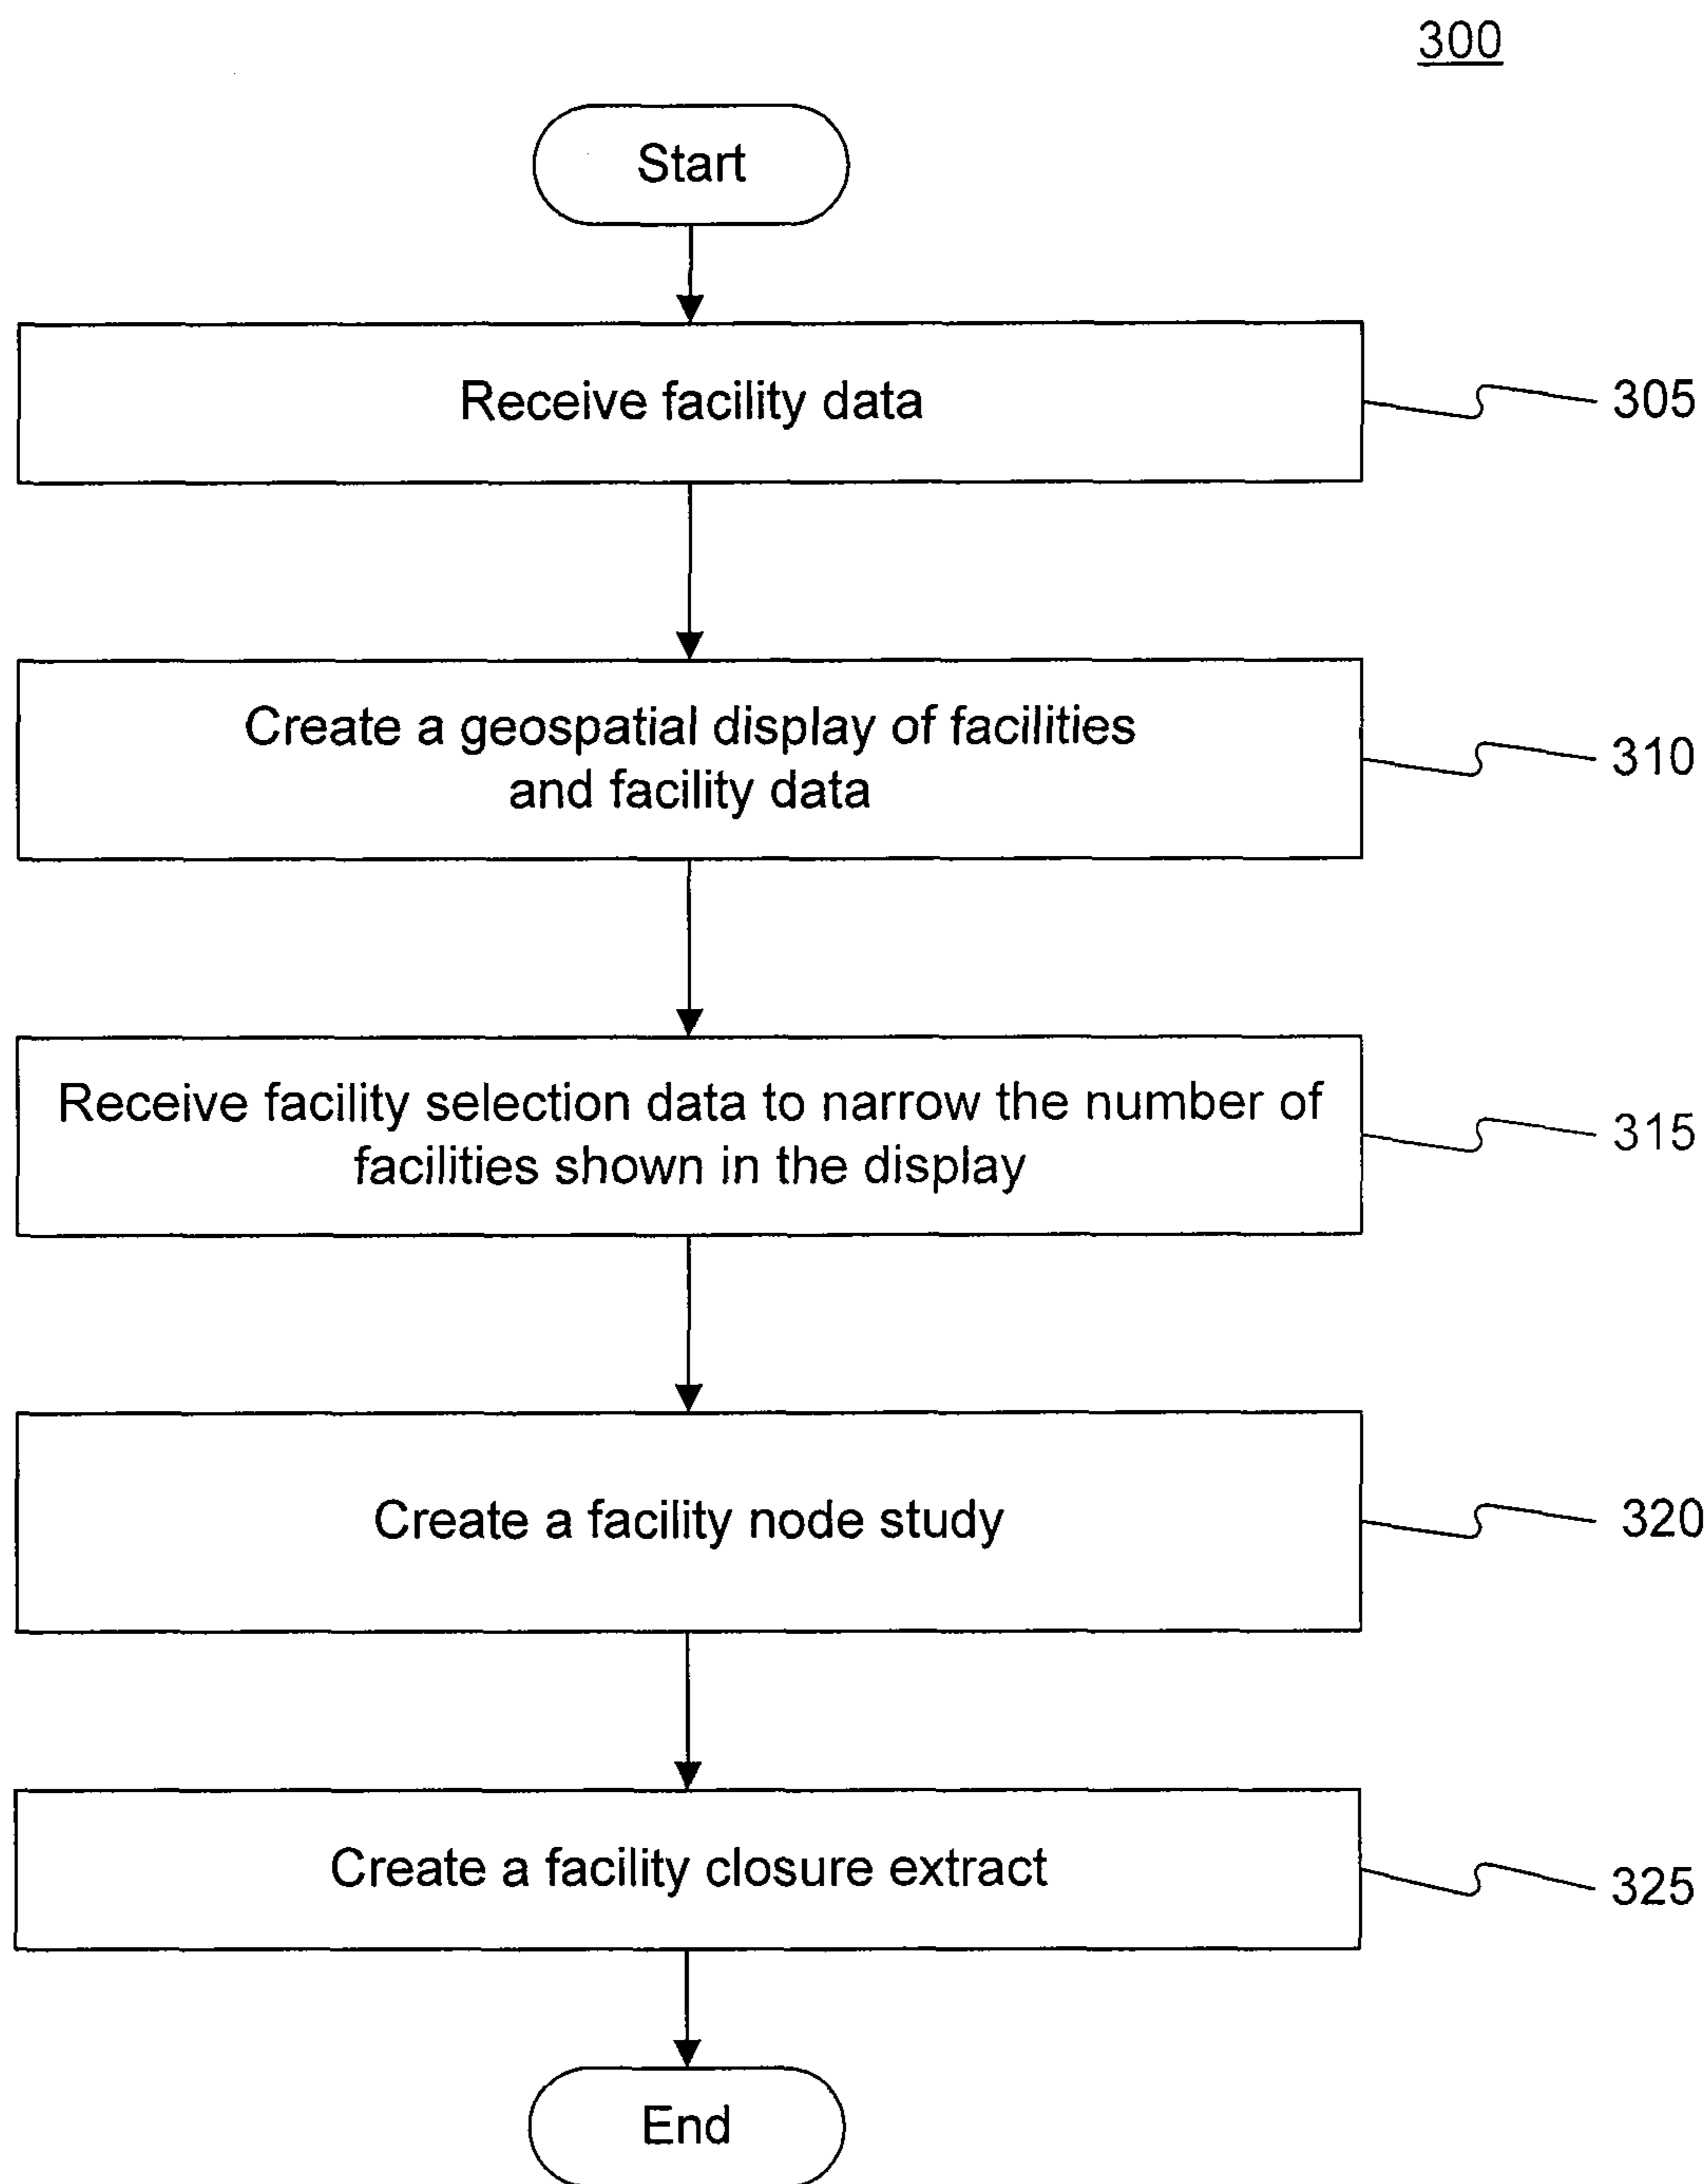 300
Start
Receive facility data
305
Create a geospatial display of facilities
and facility data
310
Receive facility selection data to narrow the number of
facilities shown in the display
315
Create a facility node study
320
Create a facility closure extract
325
End